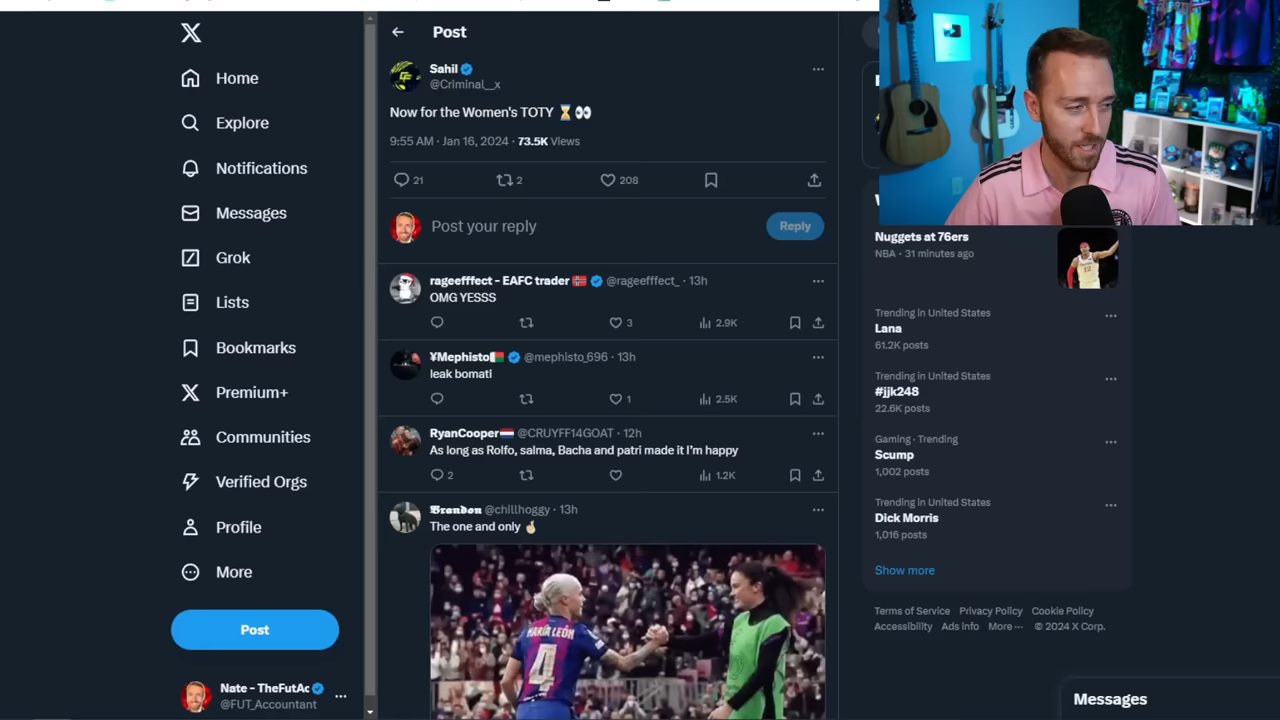 Home
Explore
Notifications
Messages
Grok
Lists
Bookmarks
Premium+
Communities
Verified Orgs
Profile
More
Post
Nate - TheFutAc
@FUT_Accountant
Post
Sahil
@Criminal__x
Now for the Women's TOTY ⏳👀
9:55 AM · Jan 16, 2024 · 73.5K Views
21
2
208
Post your reply
Reply
rageefffect - EAFC trader 🇳🇴 @rageefffect_ · 13h
OMG YESSS
3
2.9K
¥Mephisto🇲🇬 @mephisto_696 · 13h
leak bomati
1
2.5K
RyanCooper🇳🇱 @CRUYFF14GOAT · 12h
As long as Rolfo, salma, Bacha and patri made it I'm happy
2
1.2K
𝕭𝖗𝖆𝖓𝖉𝖔𝖓 @chillhoggy · 13h
The one and only 🤞🏼
MARÍA LEÓN
4
Nuggets at 76ers
NBA · 31 minutes ago
Trending in United States
Lana
61.2K posts
Trending in United States
#jjk248
22.6K posts
Gaming · Trending
Scump
1,002 posts
Trending in United States
Dick Morris
1,016 posts
Show more
Terms of Service Privacy Policy Cookie Policy
Accessibility Ads info More ··· © 2024 X Corp.
Messages